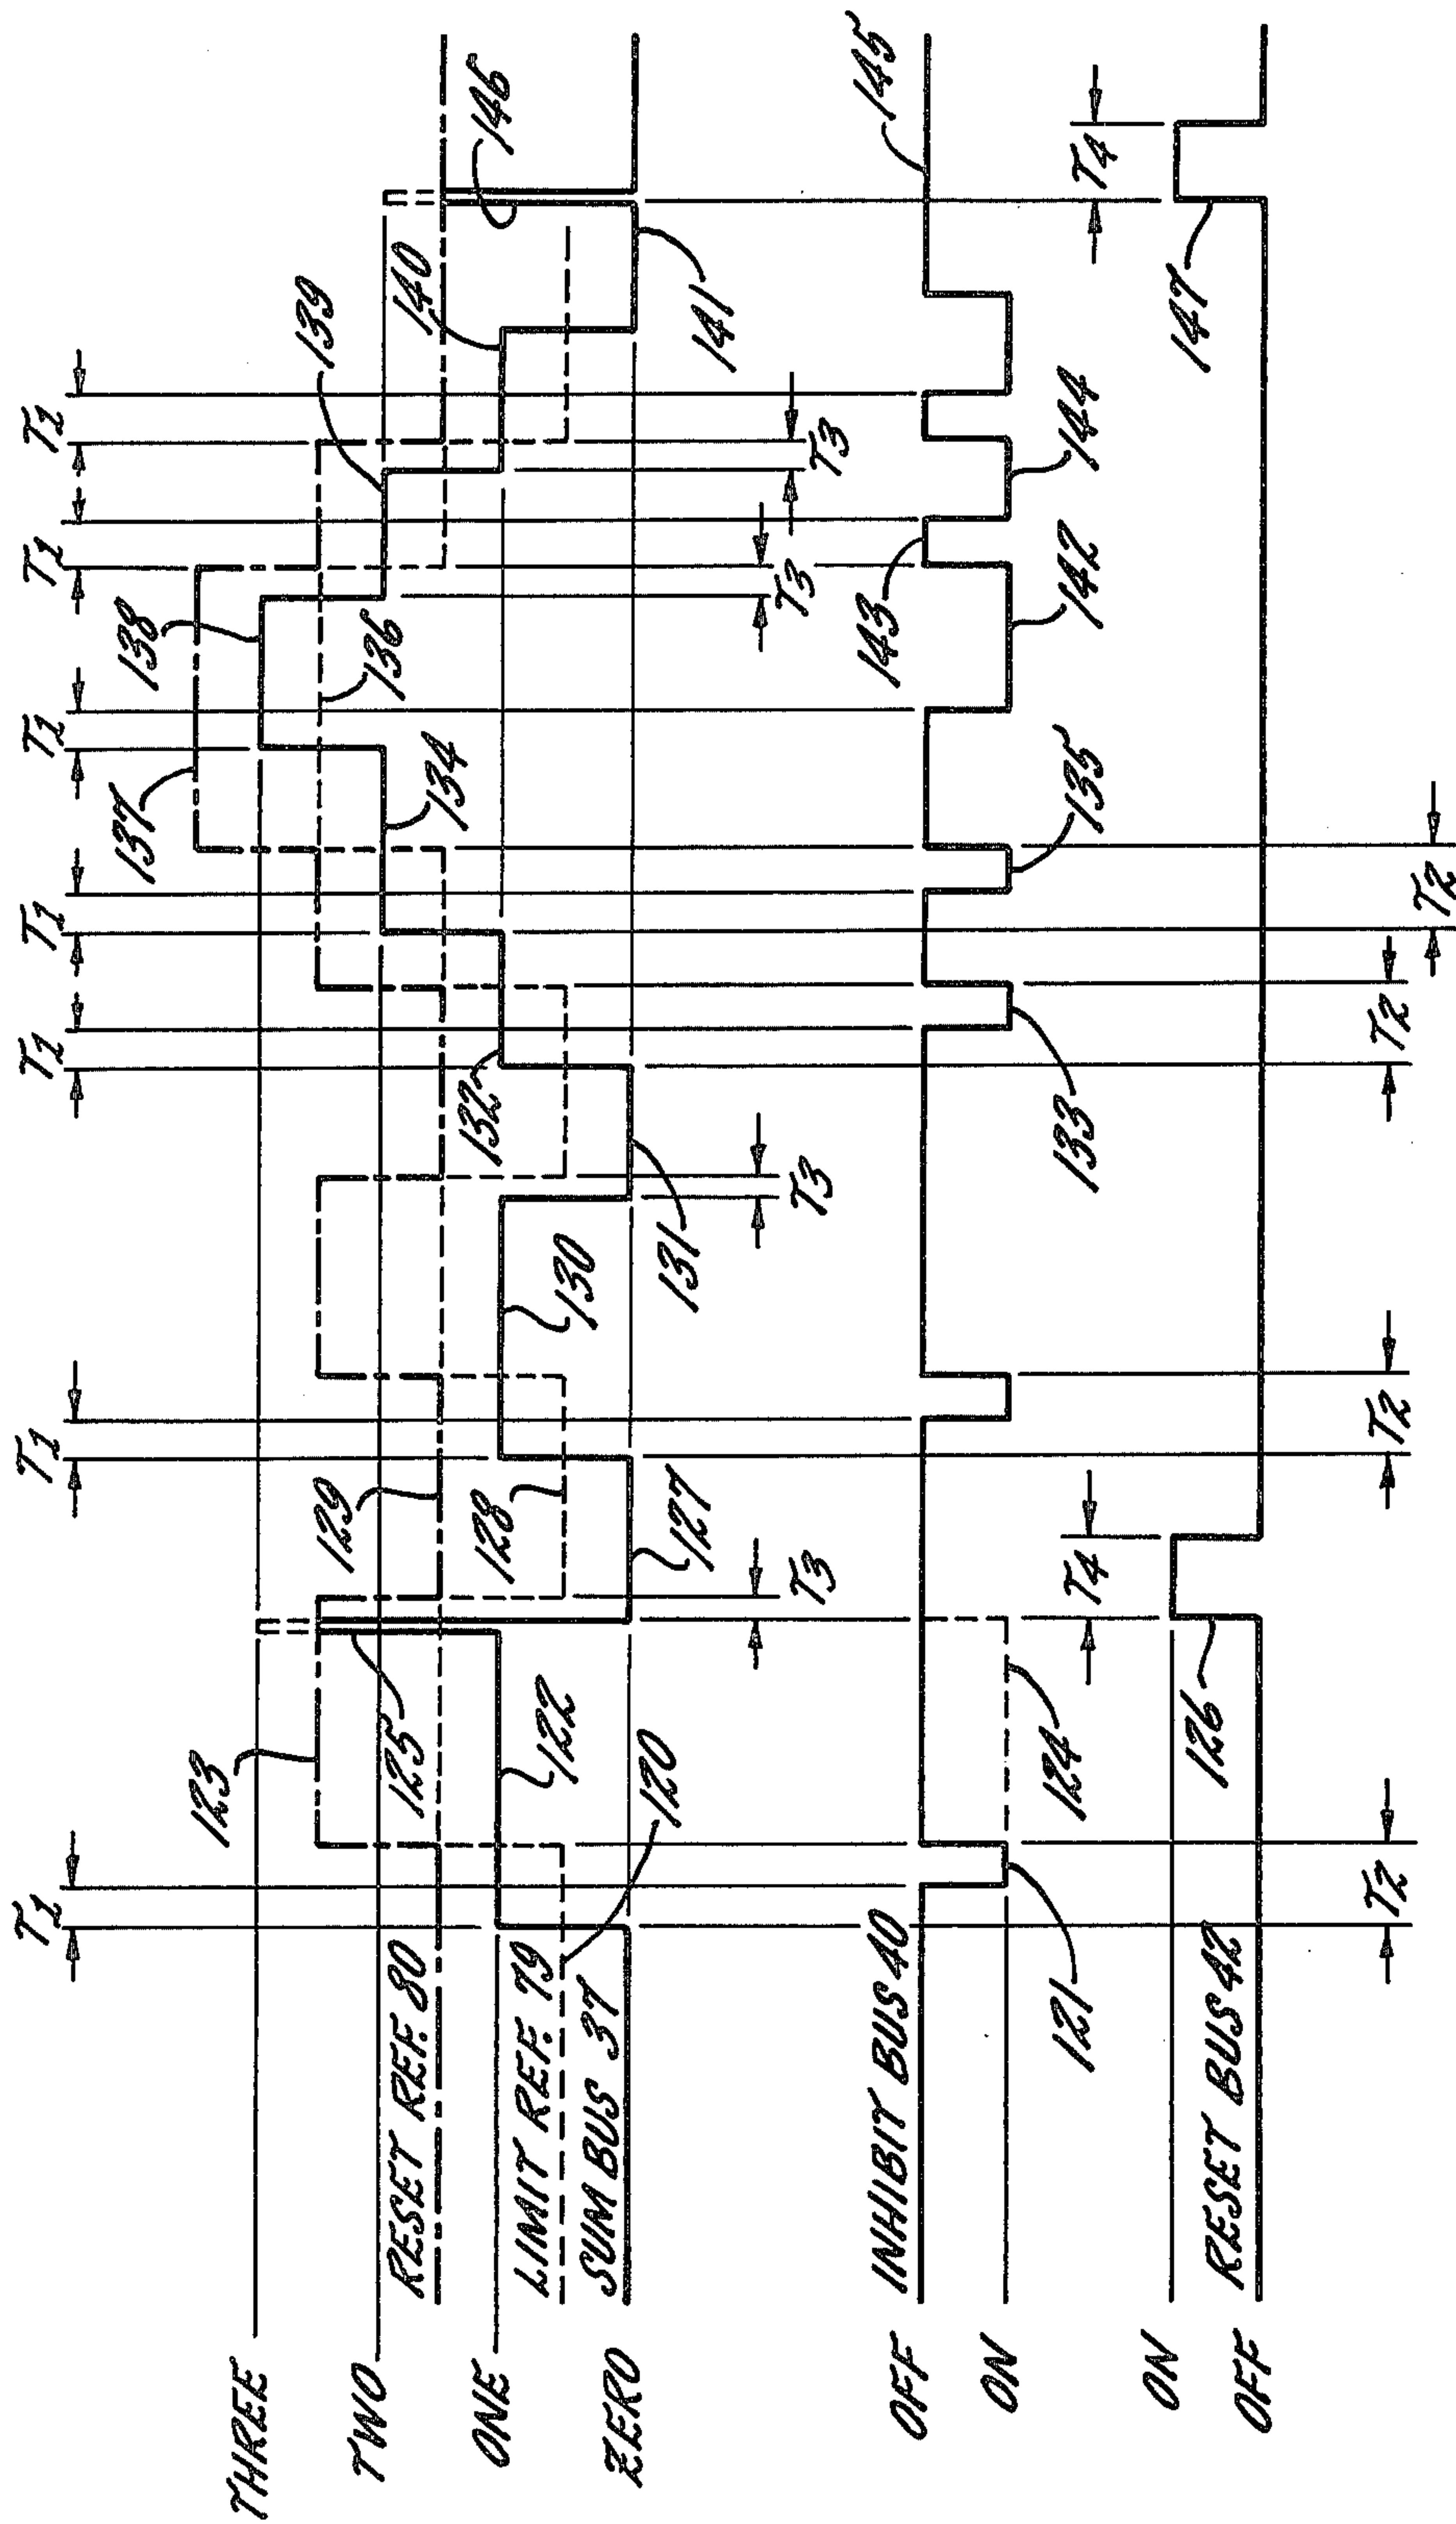 THREE
TWO
ONE
ZERO
RESET REF. 80
LIMIT REF. 79
SUM BUS 37
OFF
ON
INHIBIT BUS 40
ON
OFF
RESET BUS 42
T1
T1
T1
T1
T1
T1
T1
T1
123
125
122
120
129
128
127
130
131
132
134
136
137
138
139
140
141
146
T3
T3
T3
T3
121
124
133
135
142
143
144
145
126
147
T4
T4
T2
T2
T2
T2